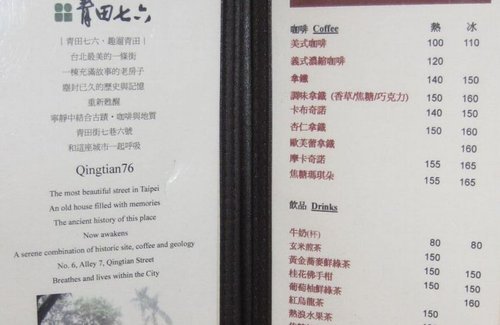 青田七六
| 青田七六・趣遛青田 |
台北最美的一條街
一棟充滿故事的老房子
塵封已久的歷史與記憶
重新甦醒
寧靜中結合古蹟・咖啡與地質
青田街七巷六號
和這座城市一起呼吸
Qingtian76
The most beautiful street in Taipei
An old house filled with memories
The ancient history of this place
Now awakens
A serene combination of historic site, coffee and geology
No. 6, Alley 7, Qingtian Street
Breathes and lives within the City
咖啡 Coffee 熱 冰
美式咖啡 100 110
義式濃縮咖啡 120
拿鐵 140 150
調味拿鐵 (香草/焦糖/巧克力) 150 160
卡布奇諾 140 150
杏仁拿鐵 150 160
歐芙蕾拿鐵 160
摩卡奇諾 155 165
焦糖瑪琪朵 155 165
飲品 Drinks
牛奶(杯) 80 80
玄米煎茶 150
黃金蕎麥鮮綠茶 150
桂花佛手柑 150
葡萄柚鮮綠茶 160
紅烏龍茶 150
熱浪水果茶 160